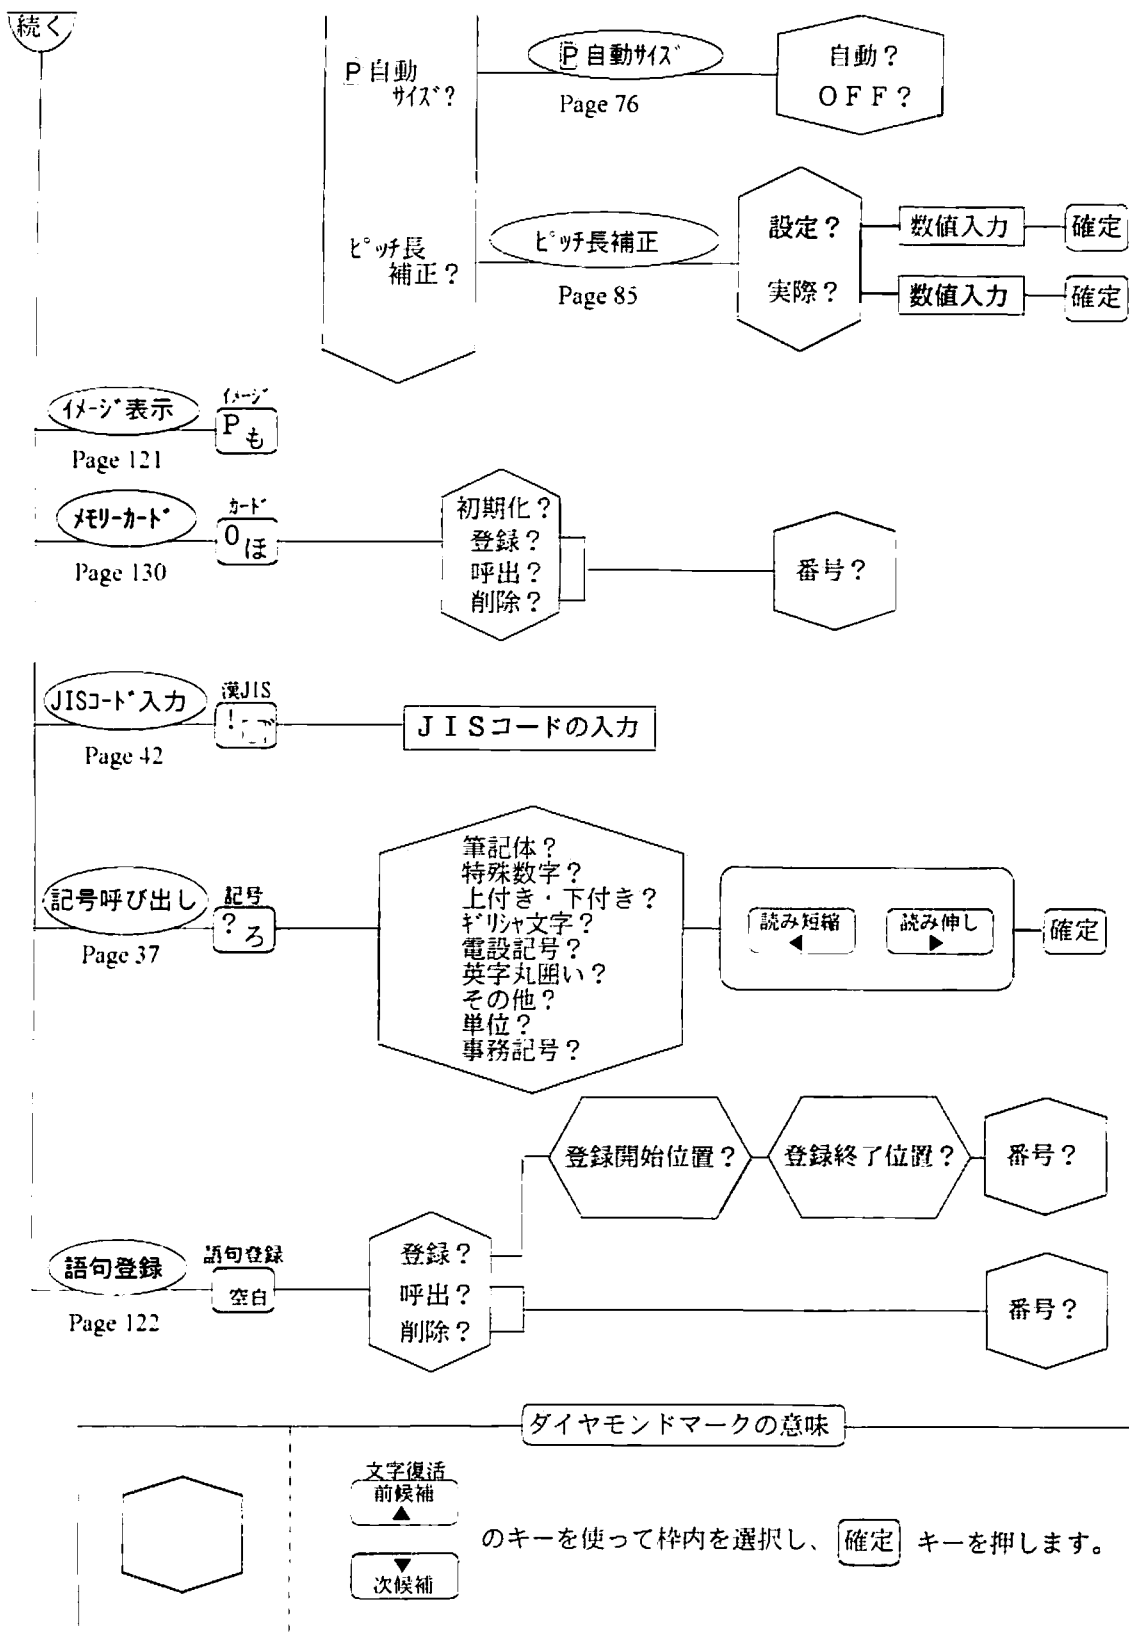 続く
P自動
サイズ?
P自動サイズ
Page 76
自動?
OFF?
ピッチ長
補正?
ピッチ長補正
Page 85
設定?
数値入力
確定
実際?
数値入力
確定
イメージ表示
Page 121
イメージ
P も
メモリーカード
Page 130
カード
O ほ
初期化?
登録?
呼出?
削除?
番号?
JISコード入力
Page 42
漢JIS
!
JISコードの入力
記号呼び出し
Page 37
記号
? ろ
筆記体?
特殊数字?
上付き・下付き?
ギリシャ文字?
電設記号?
英字丸囲い?
その他?
単位?
事務記号?
読み短縮
◀
読み伸し
▶
確定
語句登録
Page 122
語句登録
空白
登録?
呼出?
削除?
登録開始位置?
登録終了位置?
番号?
番号?
ダイヤモンドマークの意味
文字復活
前候補
▲
▼
次候補
のキーを使って枠内を選択し、 確定 キーを押します。